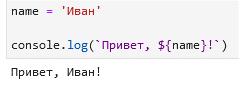 name = 'Иван'
console.log(`Привет, ${name}!`)
Привет, Иван!